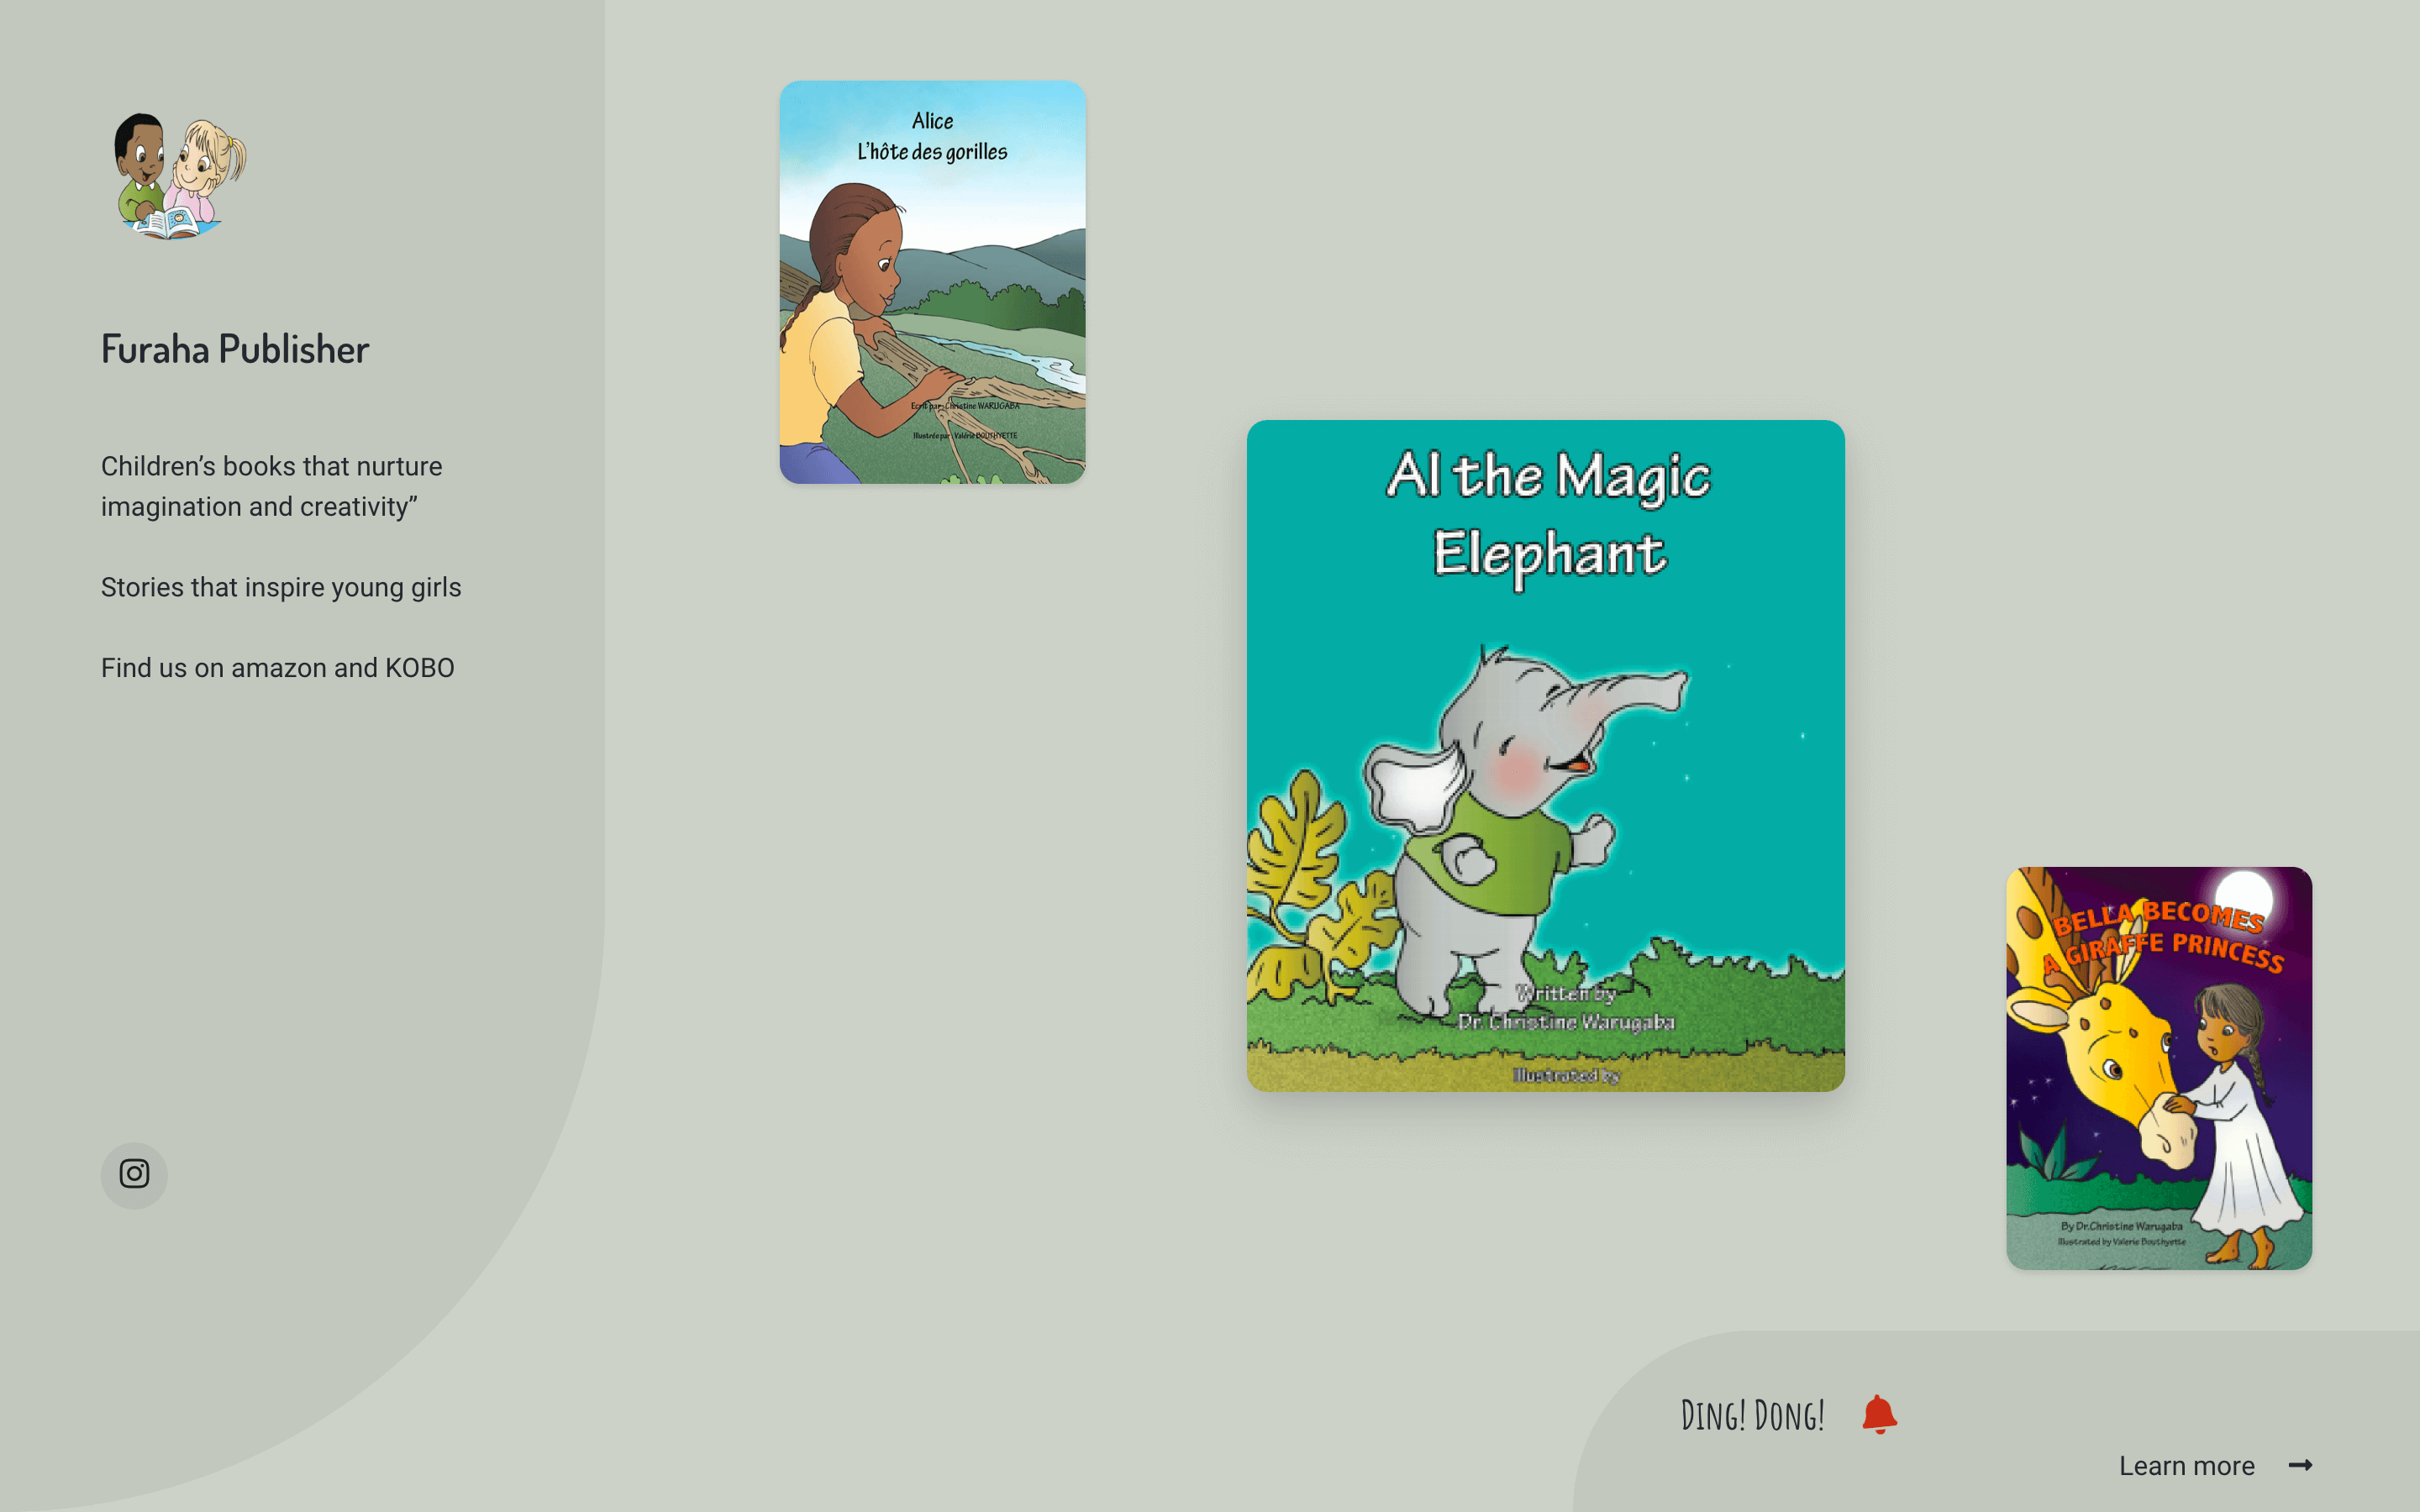 Furaha Publisher
Children’s books that nurture
imagination and creativity”
Stories that inspire young girls
Find us on amazon and KOBO
Alice
L'hôte des gorilles
Ecrit par : Christine WARUGABA
Illustrée par : Valérie BOUTHYETTE
Al the Magic
Elephant
Written by
Dr. Christine Warugaba
Illustrated by
BELLA BECOMES
A GIRAFFE PRINCESS
By Dr.Christine Warugaba
Illustrated by Valerie Bouthyette
Ding! Dong!
Learn more